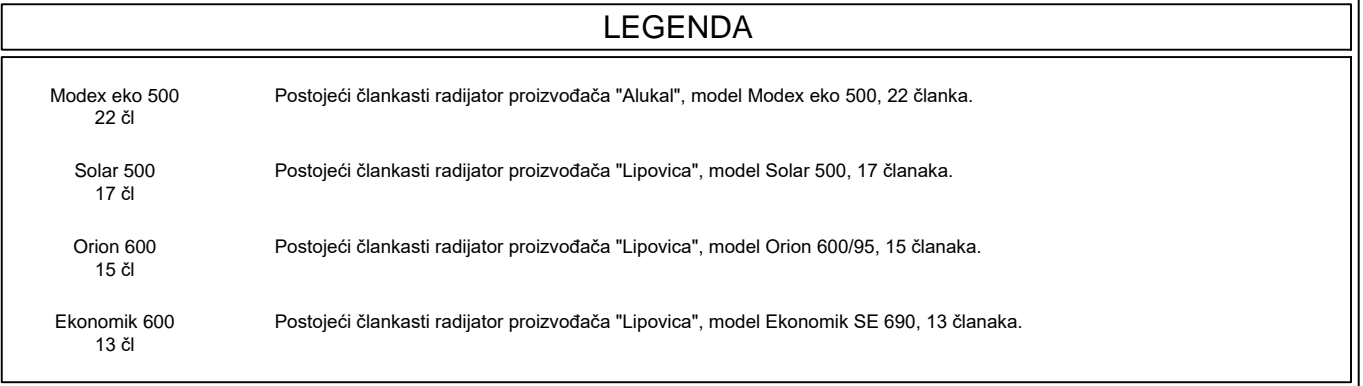 LEGENDA
Modex eko 500
22 čl
Postojeći člankasti radijator proizvođača "Alukal", model Modex eko 500, 22 članka.
Solar 500
17 čl
Postojeći člankasti radijator proizvođača "Lipovica", model Solar 500, 17 članaka.
Orion 600
15 čl
Postojeći člankasti radijator proizvođača "Lipovica", model Orion 600/95, 15 članaka.
Ekonomik 600
13 čl
Postojeći člankasti radijator proizvođača "Lipovica", model Ekonomik SE 690, 13 članaka.